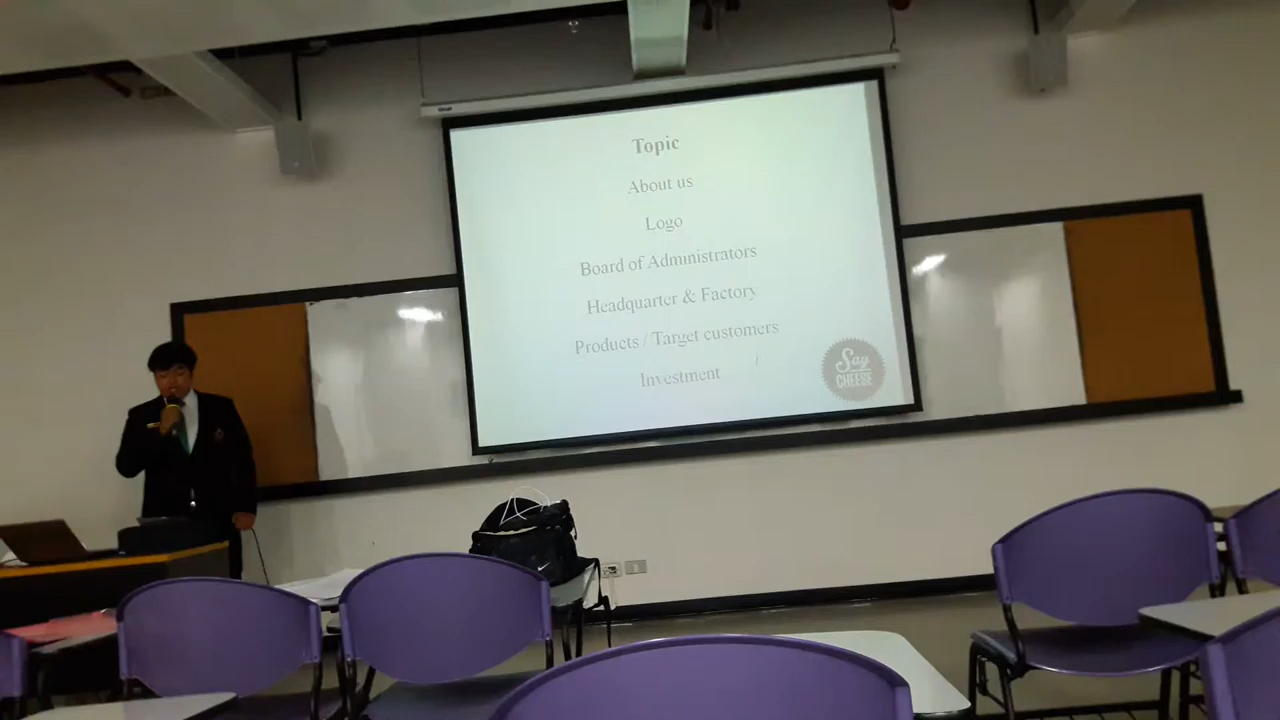 Topic
About us
Logo
Board of Administrators
Headquarter & Factory
Products / Target customers
Investment
Say
CHEESE